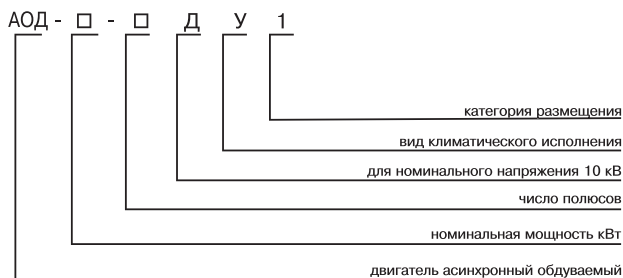 АОД - □ - □ Д У 1
категория размещения
вид климатического исполнения
для номинального напряжения 10 кВ
число полюсов
номинальная мощность кВт
двигатель асинхронный обдуваемый